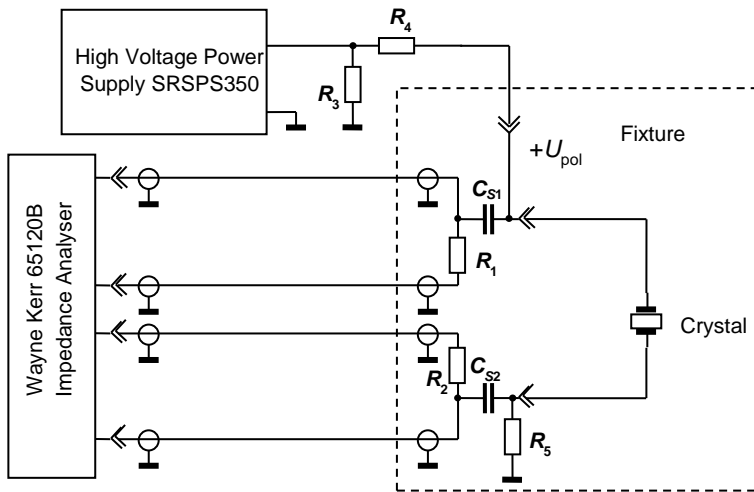 High Voltage Power
Supply SRSPS350
R4
R3
Fixture
+Upol
CS1
R1
Wayne Kerr 65120B
Impedance Analyser
Crystal
R2
CS2
R5